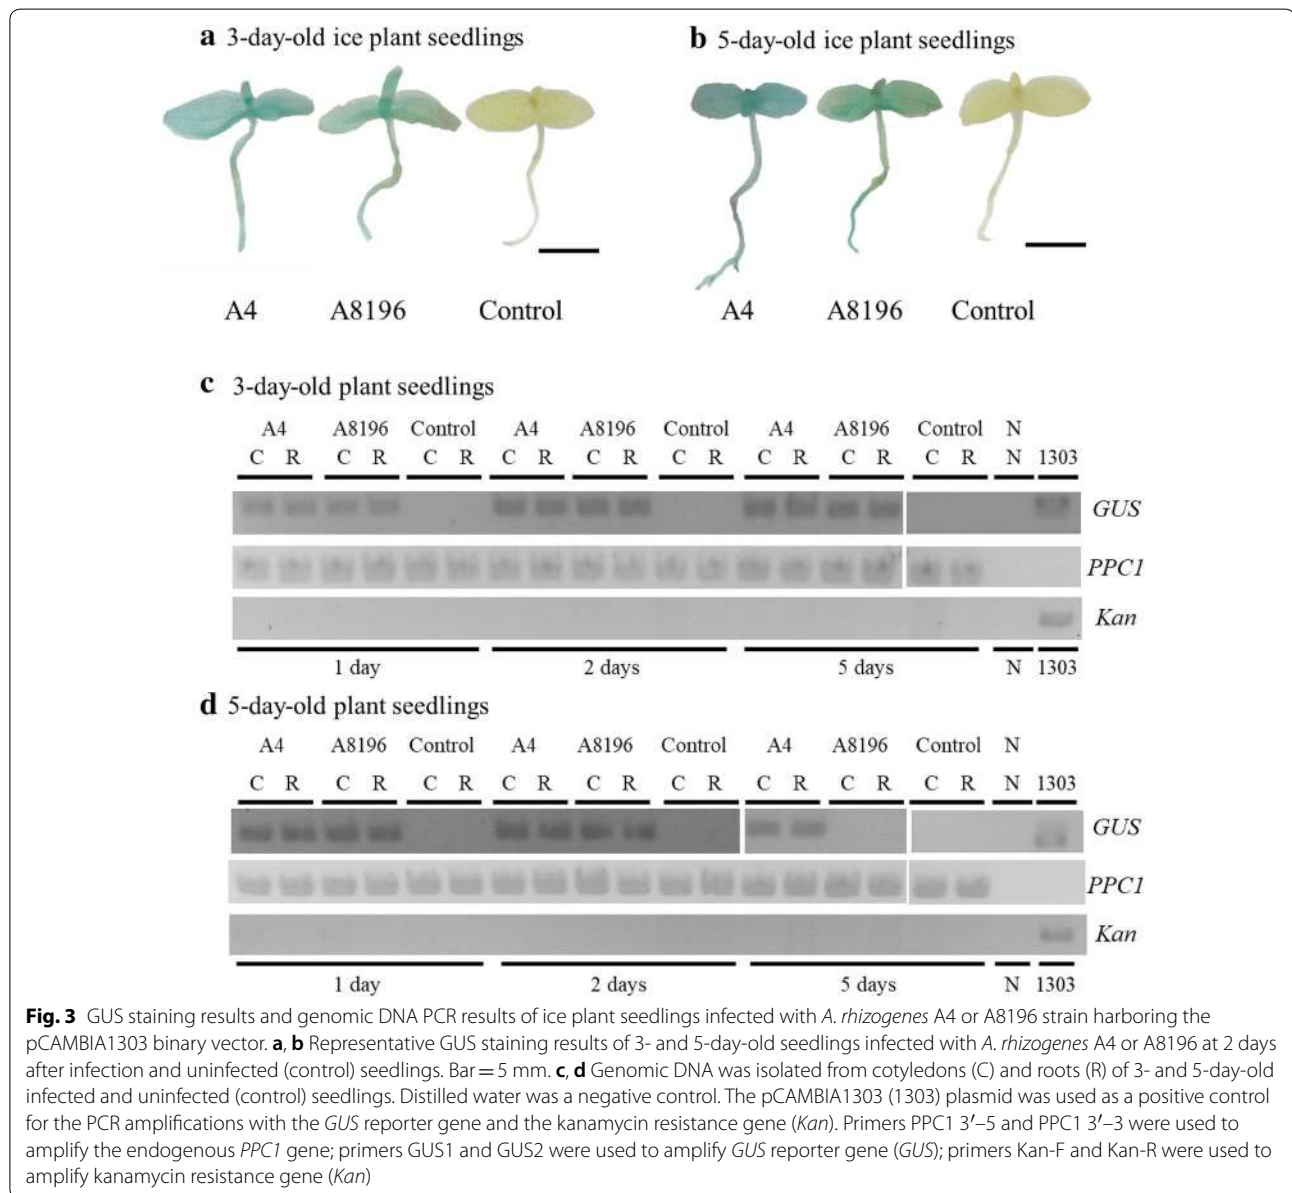 a 3-day-old ice plant seedlings
b 5-day-old ice plant seedlings
A4 A8196 Control
A4 A8196 Control
c 3-day-old plant seedlings
A4 A8196 Control A4 A8196 Control A4 A8196 Control N
C R C R C R C R C R C R C R C R C R N 1303
GUS
PPC1
Kan
1 day 2 days 5 days N 1303
d 5-day-old plant seedlings
A4 A8196 Control A4 A8196 Control A4 A8196 Control N
C R C R C R C R C R C R C R C R C R N 1303
GUS
PPC1
Kan
1 day 2 days 5 days N 1303
Fig. 3 GUS staining results and genomic DNA PCR results of ice plant seedlings infected with A. rhizogenes A4 or A8196 strain harboring the
pCAMBIA1303 binary vector. a, b Representative GUS staining results of 3- and 5-day-old seedlings infected with A. rhizogenes A4 or A8196 at 2 days
after infection and uninfected (control) seedlings. Bar = 5 mm. c, d Genomic DNA was isolated from cotyledons (C) and roots (R) of 3- and 5-day-old
infected and uninfected (control) seedlings. Distilled water was a negative control. The pCAMBIA1303 (1303) plasmid was used as a positive control
for the PCR amplifications with the GUS reporter gene and the kanamycin resistance gene (Kan). Primers PPC1 3′–5 and PPC1 3′–3 were used to
amplify the endogenous PPC1 gene; primers GUS1 and GUS2 were used to amplify GUS reporter gene (GUS); primers Kan-F and Kan-R were used to
amplify kanamycin resistance gene (Kan)